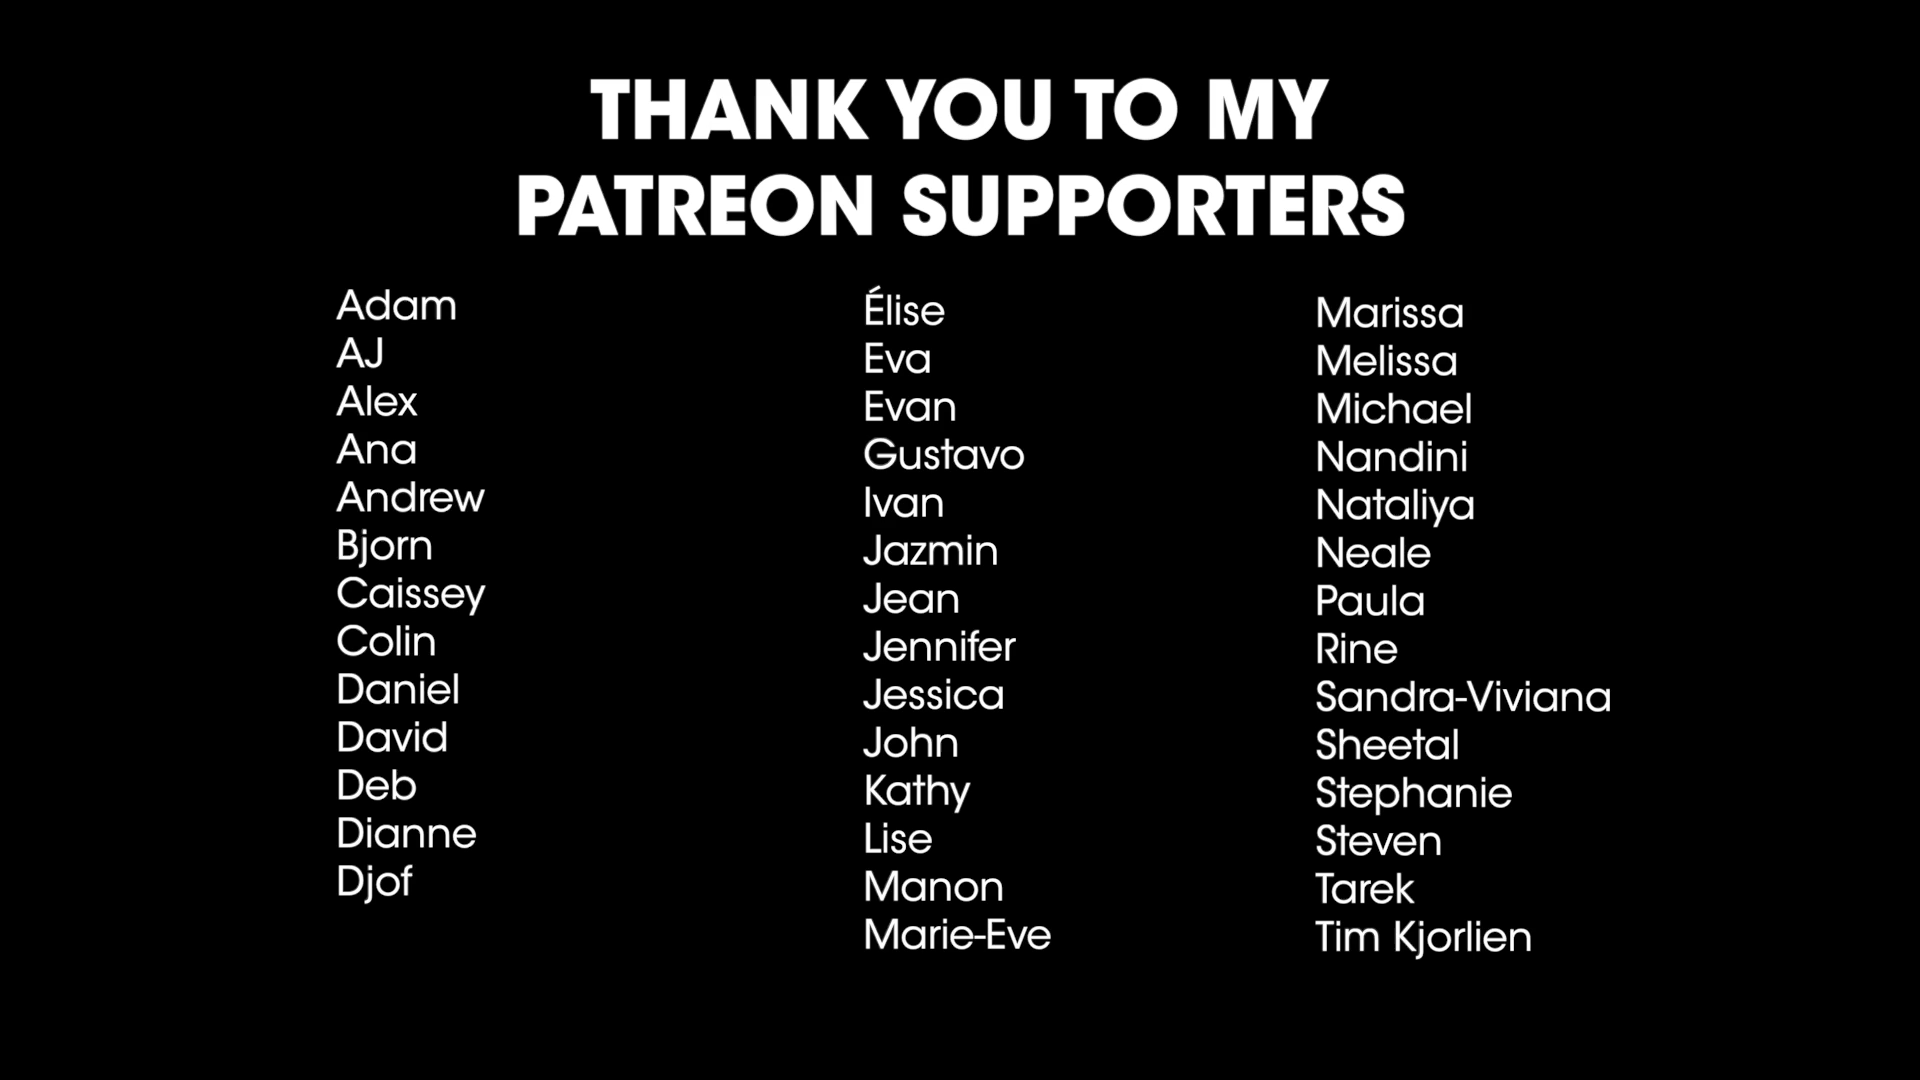 THANK YOU TO MY
PATREON SUPPORTERS
Adam
AJ
Alex
Ana
Andrew
Bjorn
Caissey
Colin
Daniel
David
Deb
Dianne
Djof
Élise
Eva
Evan
Gustavo
Ivan
Jazmin
Jean
Jennifer
Jessica
John
Kathy
Lise
Manon
Marie-Eve
Marissa
Melissa
Michael
Nandini
Nataliya
Neale
Paula
Rine
Sandra-Viviana
Sheetal
Stephanie
Steven
Tarek
Tim Kjorlien